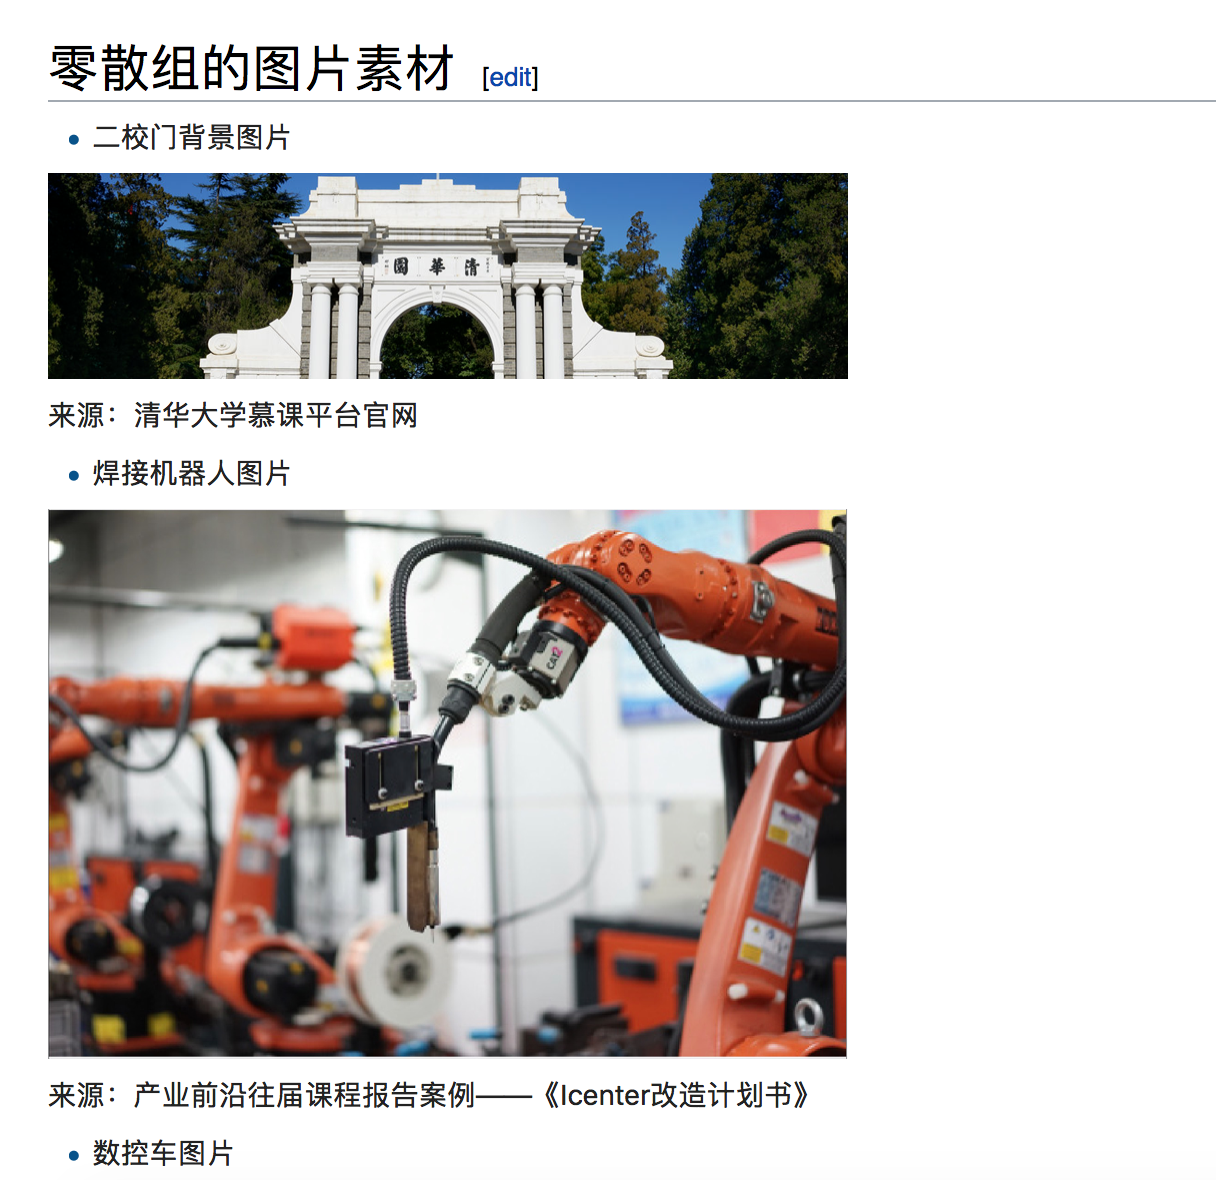 零散组的图片素材 [edit]
二校门背景图片
園 華 清
来源：清华大学慕课平台官网
焊接机器人图片
CA12
来源：产业前沿往届课程报告案例——《Icenter改造计划书》
数控车图片